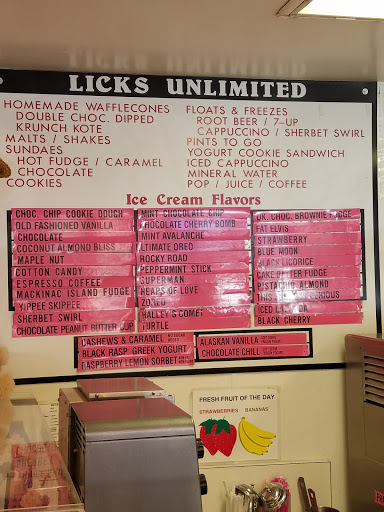 LICKS UNLIMITED
HOMEMADE WAFFLECONES
DOUBLE CHOC. DIPPED
KRUNCH KOTE
MALTS / SHAKES
SUNDAES
HOT FUDGE / CARAMEL
CHOCOLATE
COOKIES
FLOATS & FREEZES
ROOT BEER / 7-UP
CAPPUCCINO / SHERBET SWIRL
PINTS TO GO
YOGURT COOKIE SANDWICH
ICED CAPPUCCINO
MINERAL WATER
POP / JUICE / COFFEE
Ice Cream Flavors
CHOC. CHIP COOKIE DOUGH
OLD FASHIONED VANILLA
CHOCOLATE
COCONUT ALMOND BLISS
MAPLE NUT
COTTON CANDY
ESPRESSO COFFEE
MACKINAC ISLAND FUDGE
YIPPEE SKIPPEE
SHERBET SWIRL
CHOCOLATE PEANUT BUTTER CUP
MINT CHOCOLATE CHIP
CHOCOLATE CHERRY BOMB
MINT AVALANCHE
ULTIMATE OREO
ROCKY ROAD
PEPPERMINT STICK
SUPERMAN
HEAPS OF LOVE
HALLEY'S COMET
TURTLE
DK. CHOC. BROWNIE FUDGE
FAT ELVIS
STRAWBERRY
BLUE MOON
BLACK LICORICE
CAKE BATTER FUDGE
PISTACHIO ALMOND
THIS
ICED
BLACK CHERRY
CASHEWS & CARAMEL
BLACK RASP. GREEK YOGURT
RASPBERRY LEMON SORBET
ALASKAN VANILLA
CHOCOLATE CHILL
FRESH FRUIT OF THE DAY
STRAWBERRIES BANANAS